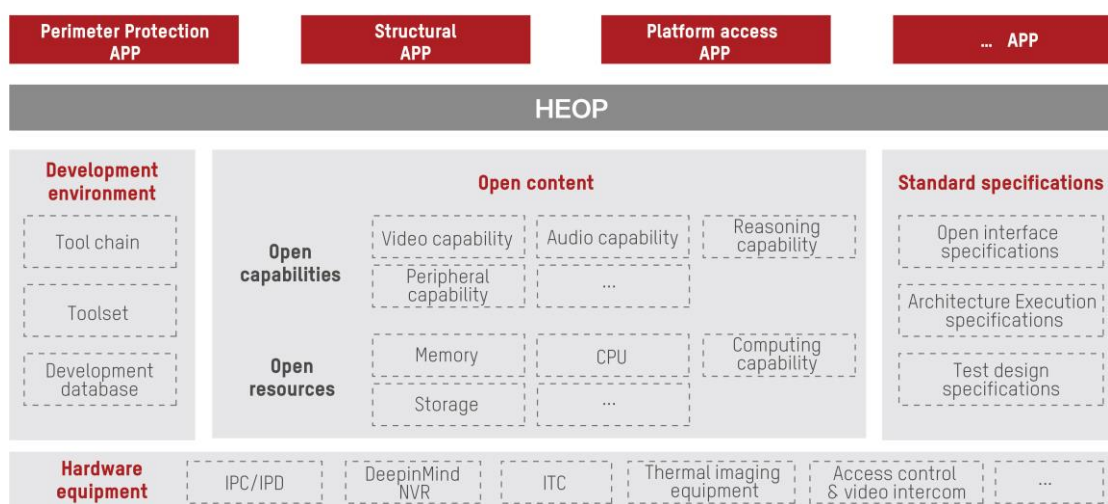 Perimeter Protection
APP
Structural
APP
Platform access
APP
... APP
HEOP
Development
environment
Tool chain
Toolset
Development
database
Open content
Open
capabilities
Video capability
Audio capability
Reasoning
capability
Peripheral
capability
...
Open
resources
Memory
CPU
Computing
capability
Storage
...
Standard specifications
Open interface
specifications
Architecture Execution
specifications
Test design
specifications
Hardware
equipment
IPC/IPD
DeepinMind
NVR
ITC
Thermal imaging
equipment
Access control
& video intercom
...